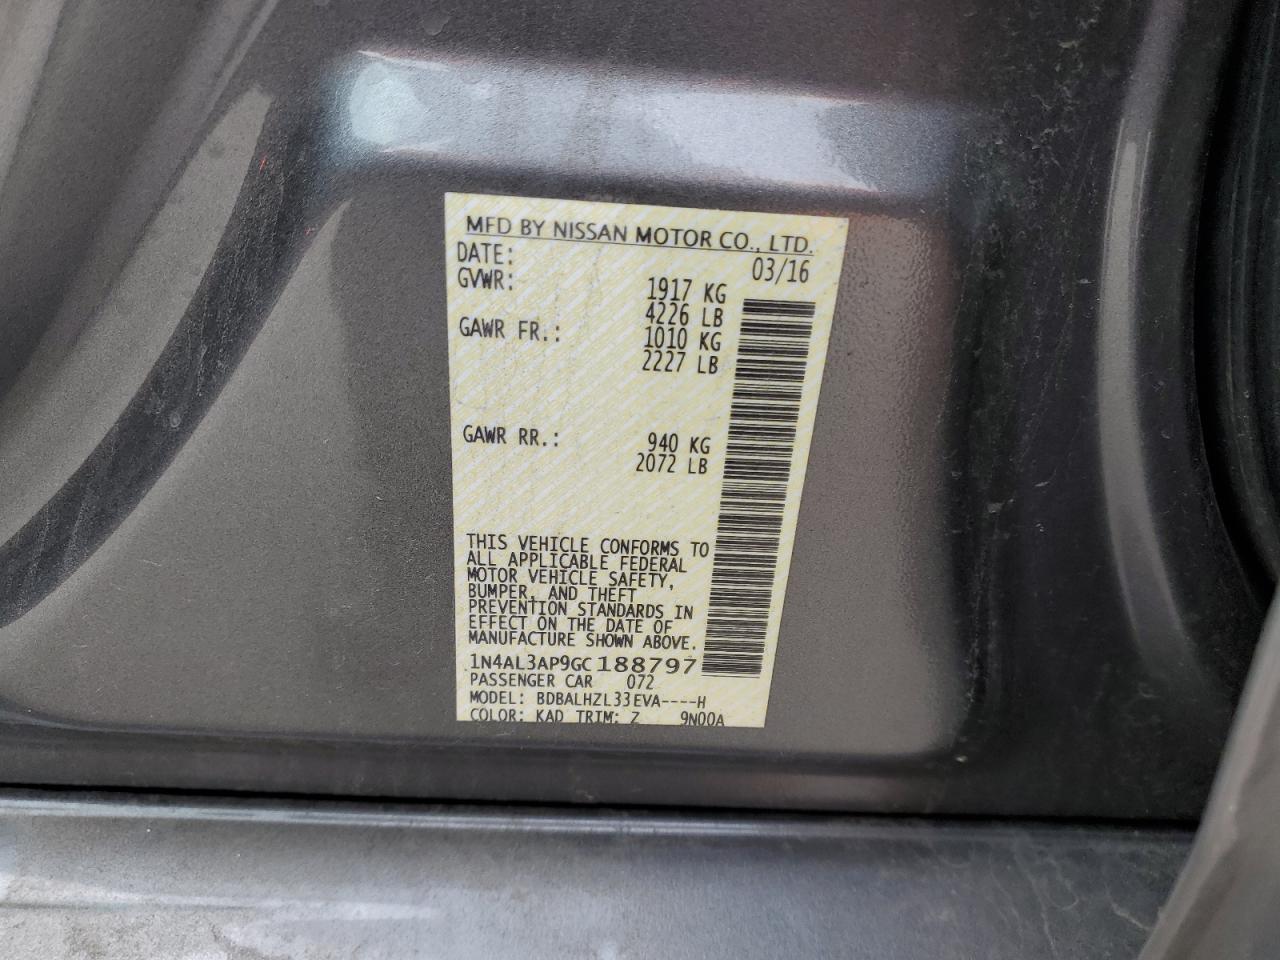 MFD BY NISSAN MOTOR CO., LTD.
DATE: 03/16
GVWR: 1917 KG
4226 LB
GAWR FR.: 1010 KG
2227 LB
GAWR RR.: 940 KG
2072 LB
THIS VEHICLE CONFORMS TO
ALL APPLICABLE FEDERAL
MOTOR VEHICLE SAFETY,
BUMPER, AND THEFT
PREVENTION STANDARDS IN
EFFECT ON THE DATE OF
MANUFACTURE SHOWN ABOVE.
1N4AL3AP9GC188797
PASSENGER CAR 072
MODEL: BDBALHZL33EVA----H
COLOR: KAD TRIM: Z 9N00A